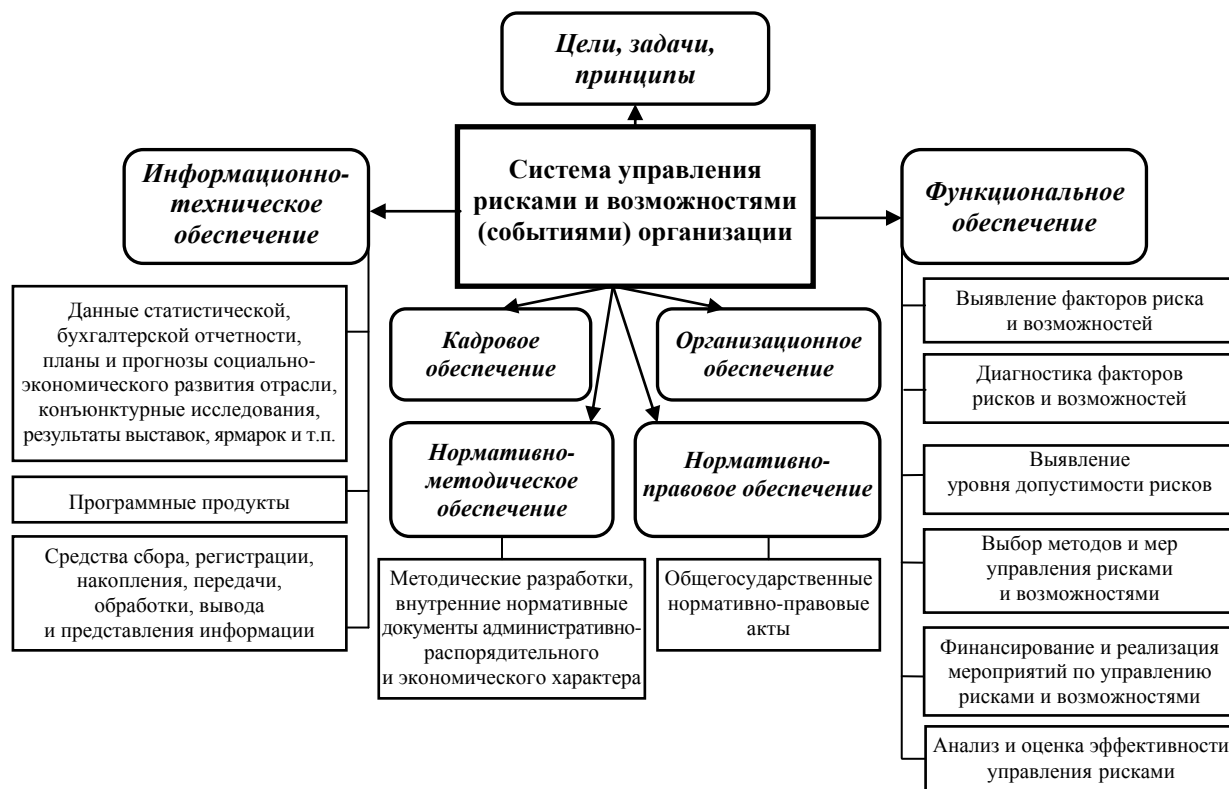 Цели, задачи,
принципы
Система управления
рисками и возможностями
(событиями) организации
Информационно-
техническое
обеспечение
Данные статистической,
бухгалтерской отчетности,
планы и прогнозы социально-
экономического развития отрасли,
конъюнктурные исследования,
результаты выставок, ярмарок и т.п.
Программные продукты
Средства сбора, регистрации,
накопления, передачи,
обработки, вывода
и представления информации
Кадровое
обеспечение
Организационное
обеспечение
Нормативно-
методическое
обеспечение
Методические разработки,
внутренние нормативные
документы административно-
распорядительного
и экономического характера
Нормативно-
правовое обеспечение
Общегосударственные
нормативно-правовые
акты
Функциональное
обеспечение
Выявление факторов риска
и возможностей
Диагностика факторов
рисков и возможностей
Выявление
уровня допустимости рисков
Выбор методов и мер
управления рисками
и возможностями
Финансирование и реализация
мероприятий по управлению
рисками и возможностями
Анализ и оценка эффективности
управления рисками